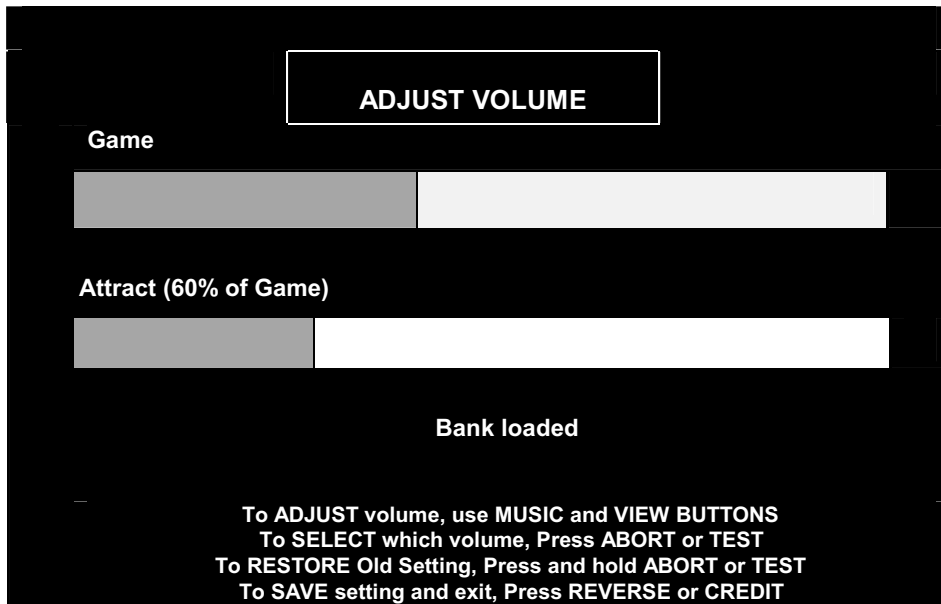 ADJUST VOLUME
Game
Attract (60% of Game)
Bank loaded
To ADJUST volume, use MUSIC and VIEW BUTTONS
To SELECT which volume, Press ABORT or TEST
To RESTORE Old Setting, Press and hold ABORT or TEST
To SAVE setting and exit, Press REVERSE or CREDIT